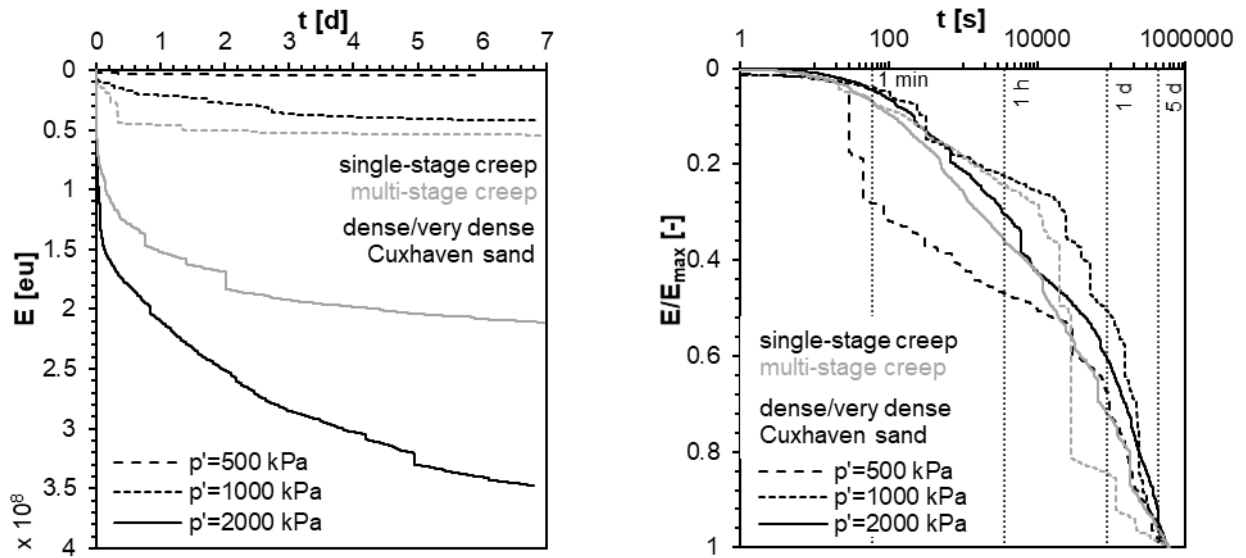 t [d]
0 1 2 3 4 5 6 7
0
0.5
1
1.5
2
2.5
3
3.5
4
E [eu]
x 10⁸
single-stage creep
multi-stage creep
dense/very dense
Cuxhaven sand
p'=500 kPa
p'=1000 kPa
p'=2000 kPa
t [s]
1 100 10000 1000000
0
0.2
0.4
0.6
0.8
1
E/Eₘₐₓ [-]
1 min
1 h
1 d
5 d
single-stage creep
multi-stage creep
dense/very dense
Cuxhaven sand
p'=500 kPa
p'=1000 kPa
p'=2000 kPa